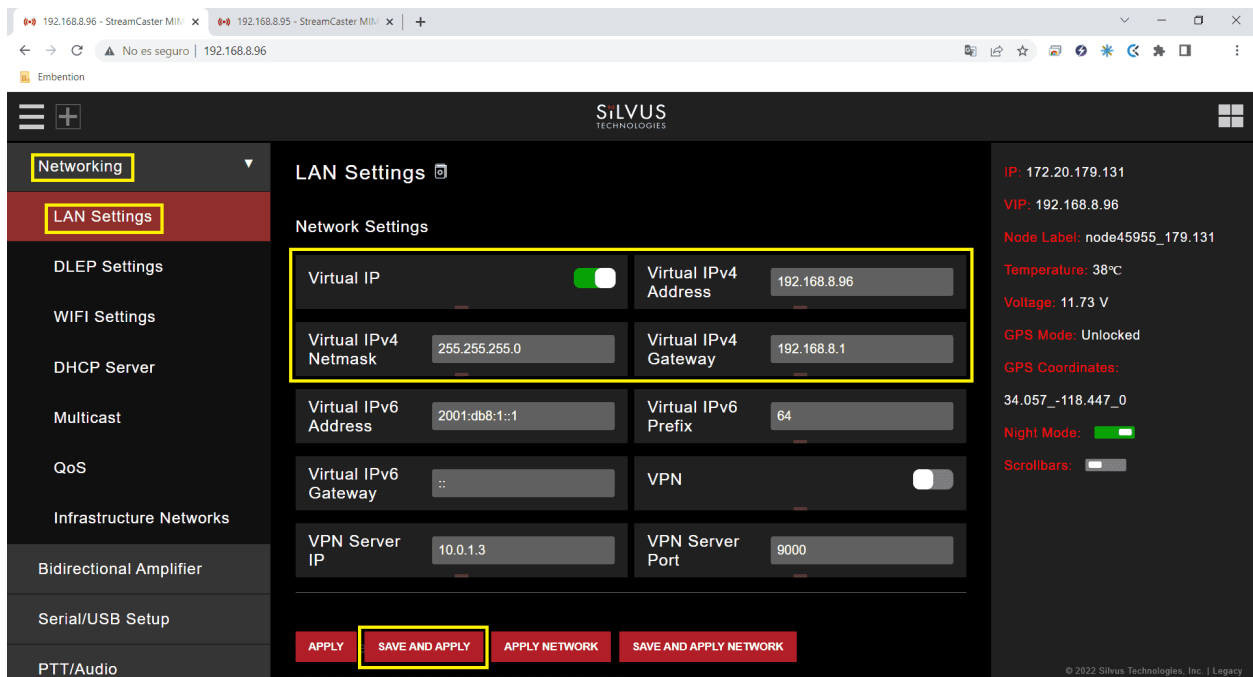 192.168.8.96 - StreamCaster MIM
192.168.8.95 - StreamCaster MIM
No es seguro | 192.168.8.96
Embention
SiLVUS
TECHNOLOGIES
Networking
LAN Settings
DLEP Settings
WIFI Settings
DHCP Server
Multicast
QoS
Infrastructure Networks
Bidirectional Amplifier
Serial/USB Setup
PTT/Audio
LAN Settings
Network Settings
Virtual IP
Virtual IPv4
Address
192.168.8.96
Virtual IPv4
Netmask
255.255.255.0
Virtual IPv4
Gateway
192.168.8.1
Virtual IPv6
Address
2001:db8:1::1
Virtual IPv6
Prefix
64
Virtual IPv6
Gateway
::
VPN
VPN Server
IP
10.0.1.3
VPN Server
Port
9000
APPLY
SAVE AND APPLY
APPLY NETWORK
SAVE AND APPLY NETWORK
IP: 172.20.179.131
VIP: 192.168.8.96
Node Label: node45955_179.131
Temperature: 38°C
Voltage: 11.73 V
GPS Mode: Unlocked
GPS Coordinates:
34.057_-118.447_0
Night Mode:
Scrollbars:
© 2022 Silvus Technologies, Inc. | Legacy